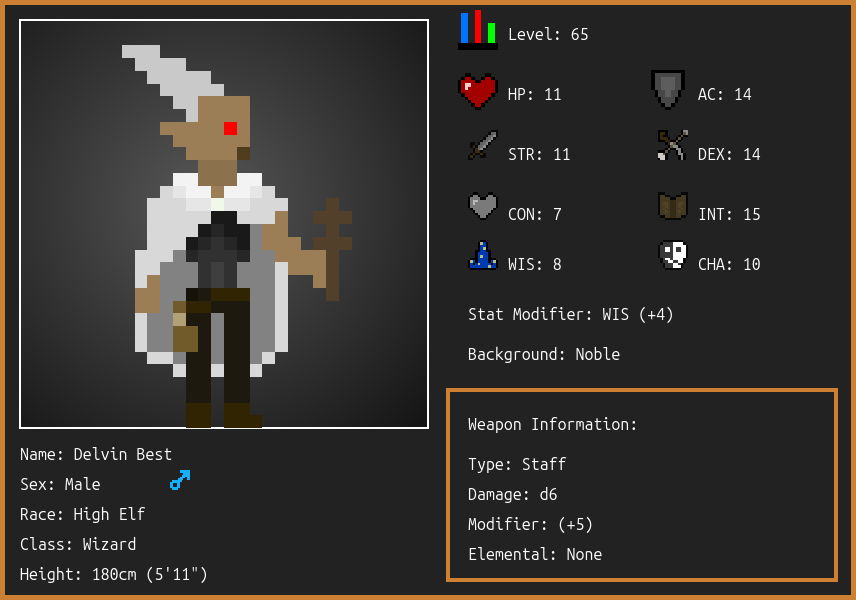 Level: 65
HP: 11
AC: 14
STR: 11
DEX: 14
CON: 7
INT: 15
WIS: 8
CHA: 10
Stat Modifier: WIS (+4)
Background: Noble
Weapon Information:
Type: Staff
Damage: d6
Modifier: (+5)
Elemental: None
Name: Delvin Best
Sex: Male
Race: High Elf
Class: Wizard
Height: 180cm (5'11")